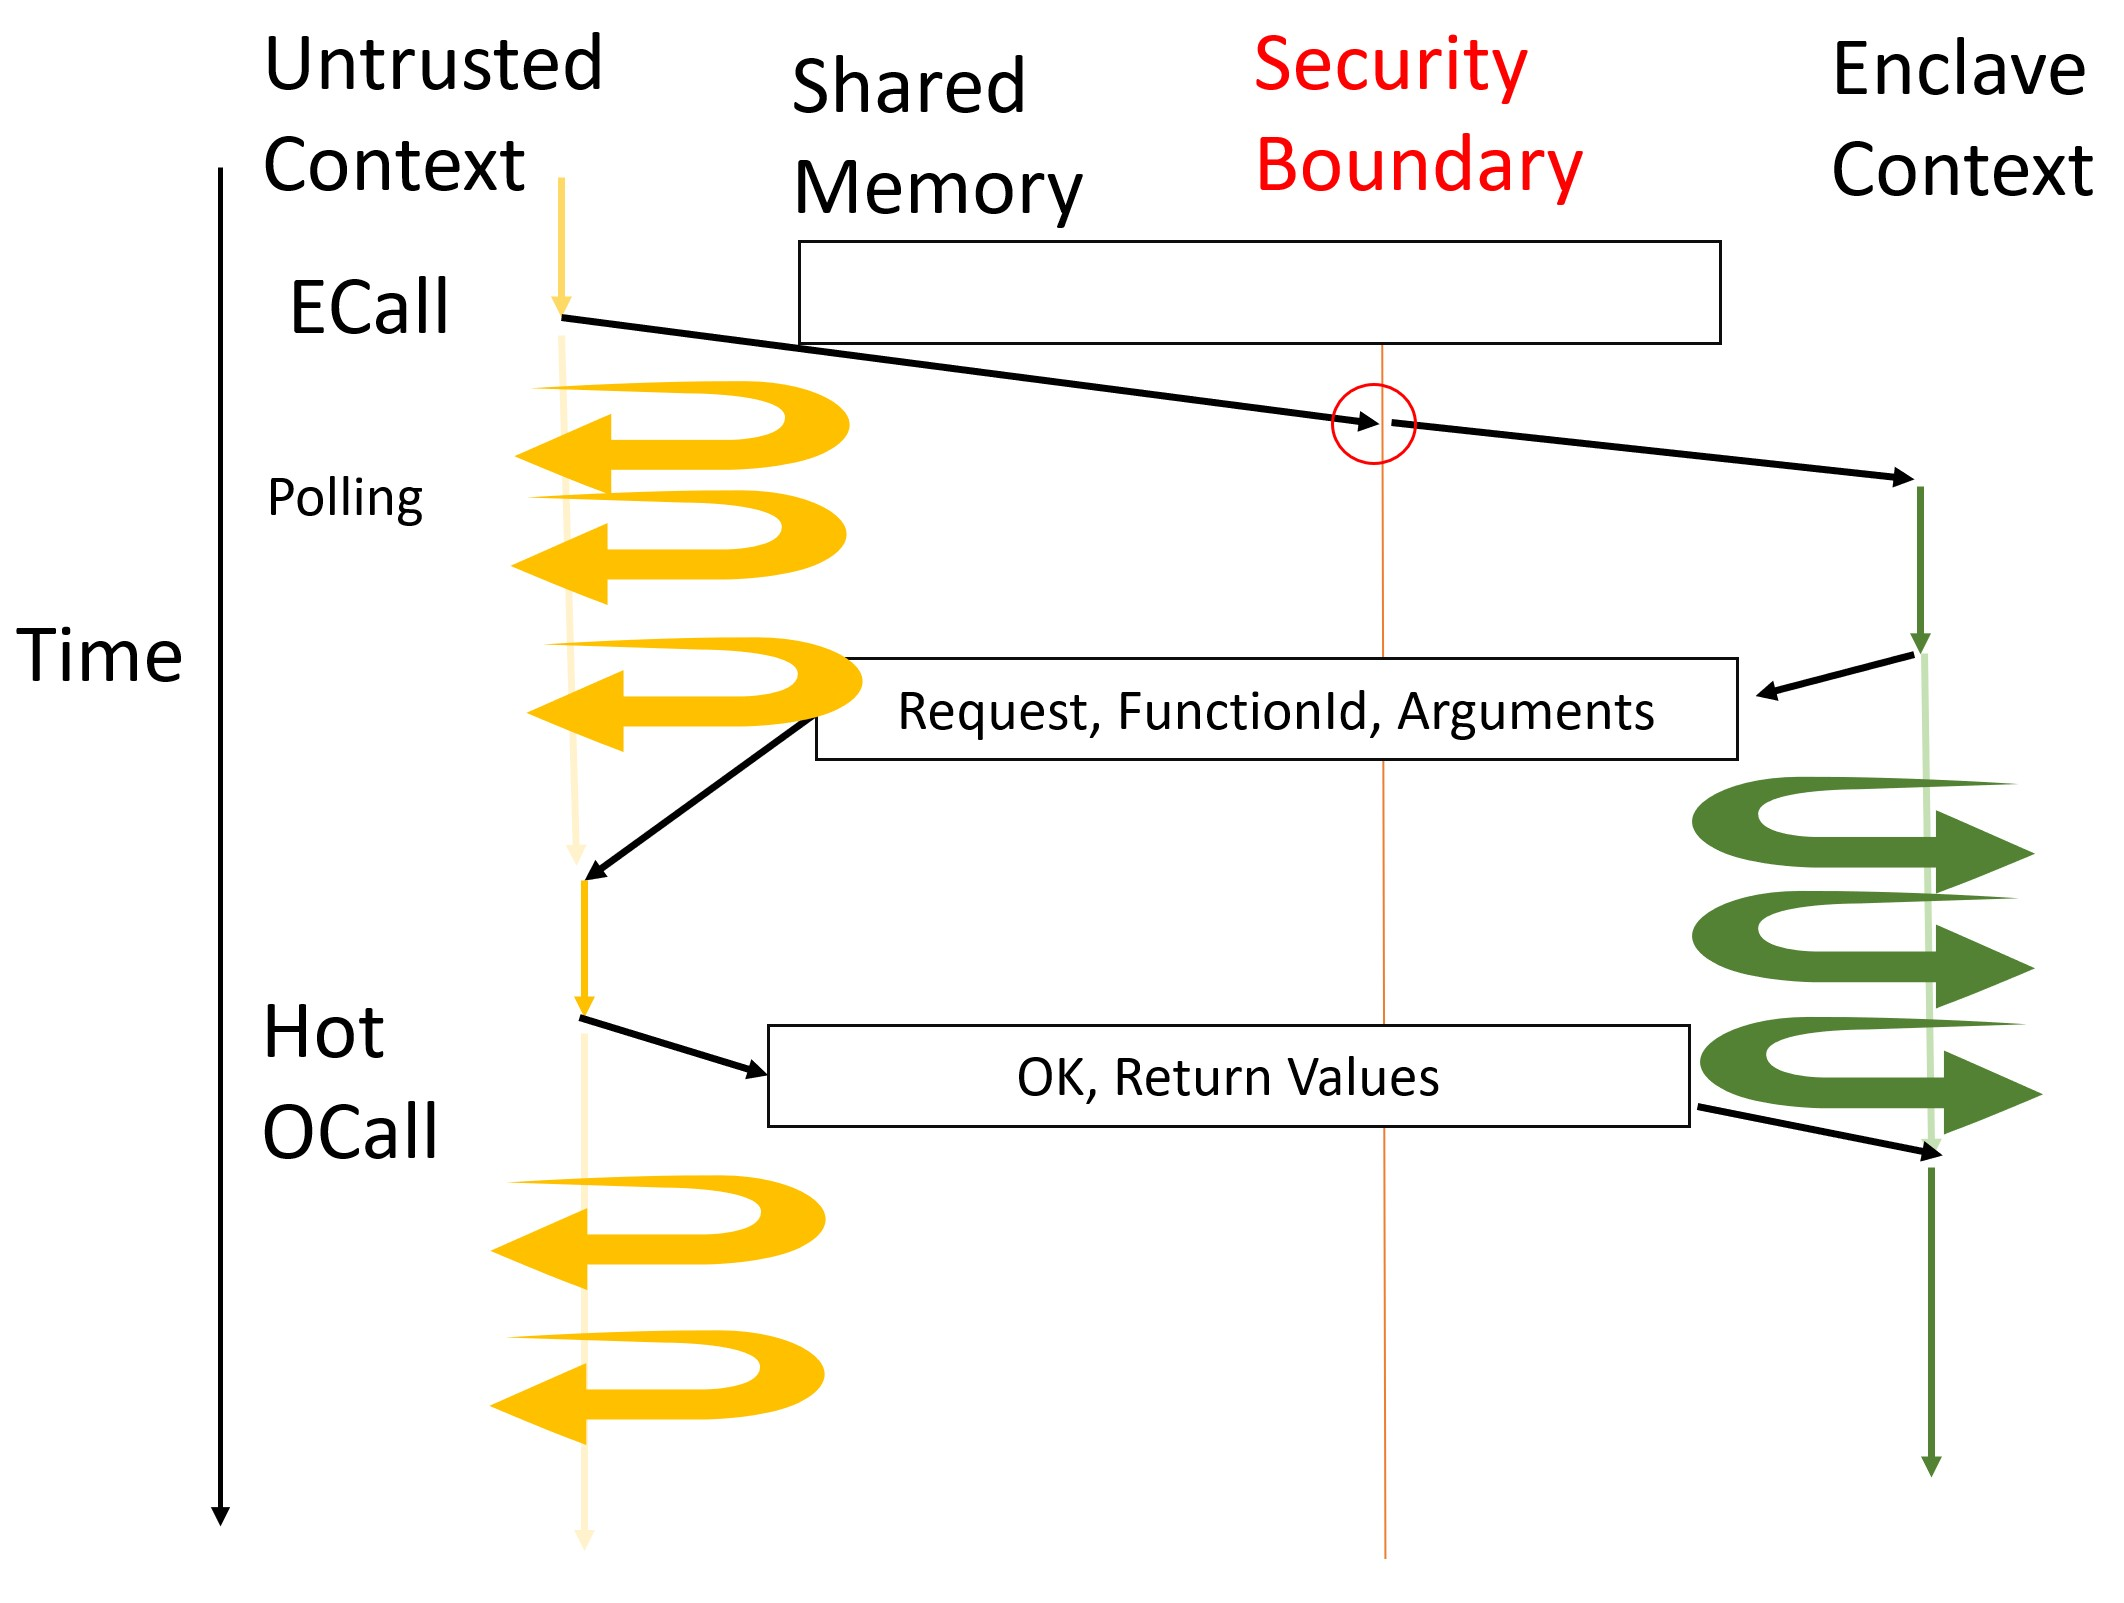 Untrusted
Context
Shared
Memory
Security
Boundary
Enclave
Context
ECall
Polling
Time
Request, FunctionId, Arguments
Hot
OCall
OK, Return Values